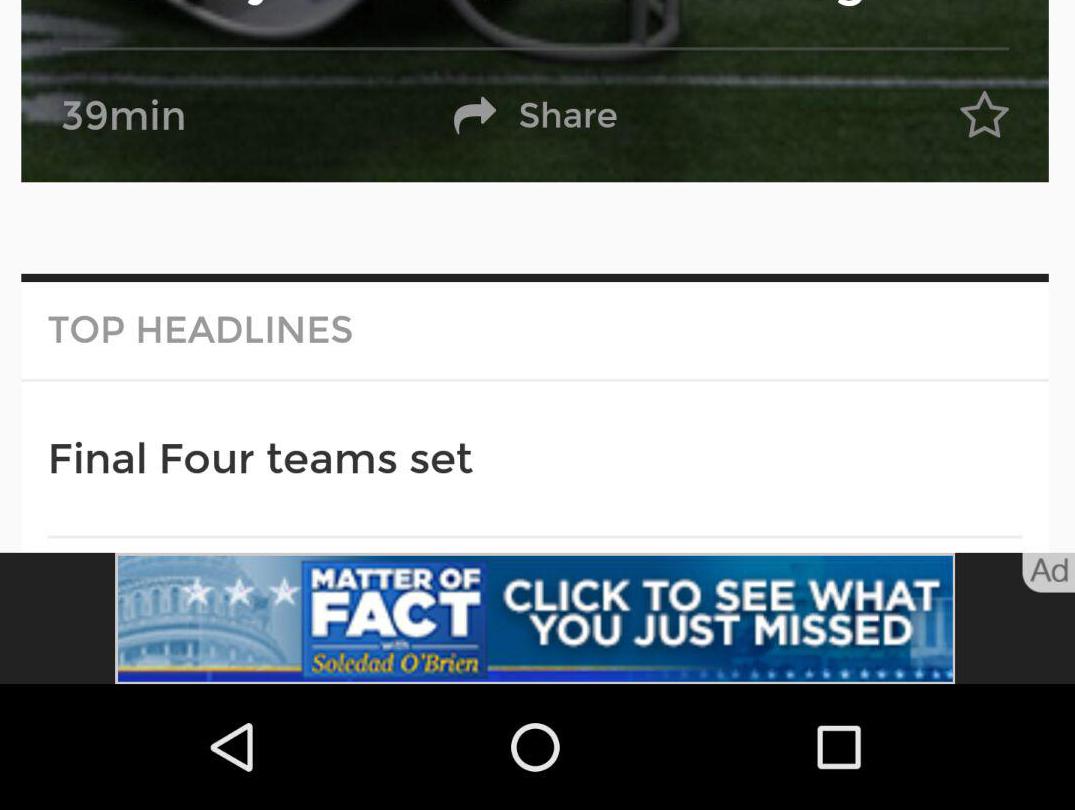 39min
Share
TOP HEADLINES
Final Four teams set
Ad
MATTER OF
FACT
WITH
Soledad O'Brien
CLICK TO SEE WHAT
YOU JUST MISSED